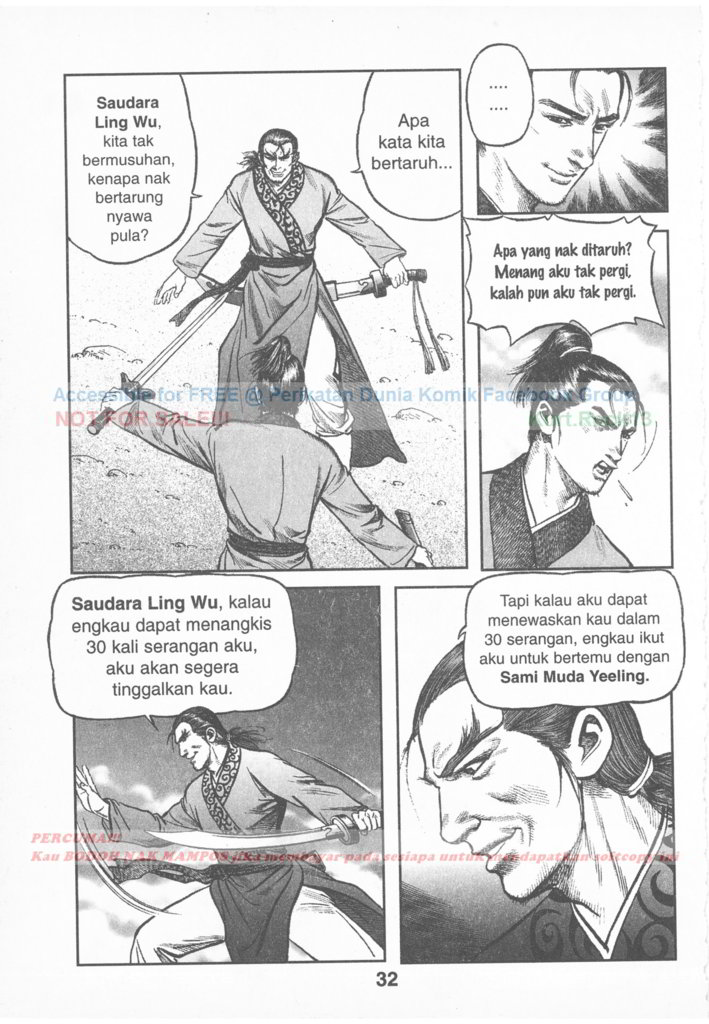 Saudara
Ling Wu,
kita tak
bermusuhan,
kenapa nak
bertarung
nyawa
pula?
Apa
kata kita
bertaruh...
....
....
Apa yang nak ditaruh?
Menang aku tak pergi,
kalah pun aku tak pergi.
Accessible for FREE @ Perikatan Dunia Komik Facebook Group
NOT FOR SALE!!!
Saudara Ling Wu, kalau
engkau dapat menangkis
30 kali serangan aku,
aku akan segera
tinggalkan kau.
Tapi kalau aku dapat
menewaskan kau dalam
30 serangan, engkau ikut
aku untuk bertemu dengan
Sami Muda Yeeling.
PERCUMA!!!
Kau BODOH NAK MAMPOS jika membayar pada sesiapa untuk mendapatkan softcopy ini
32